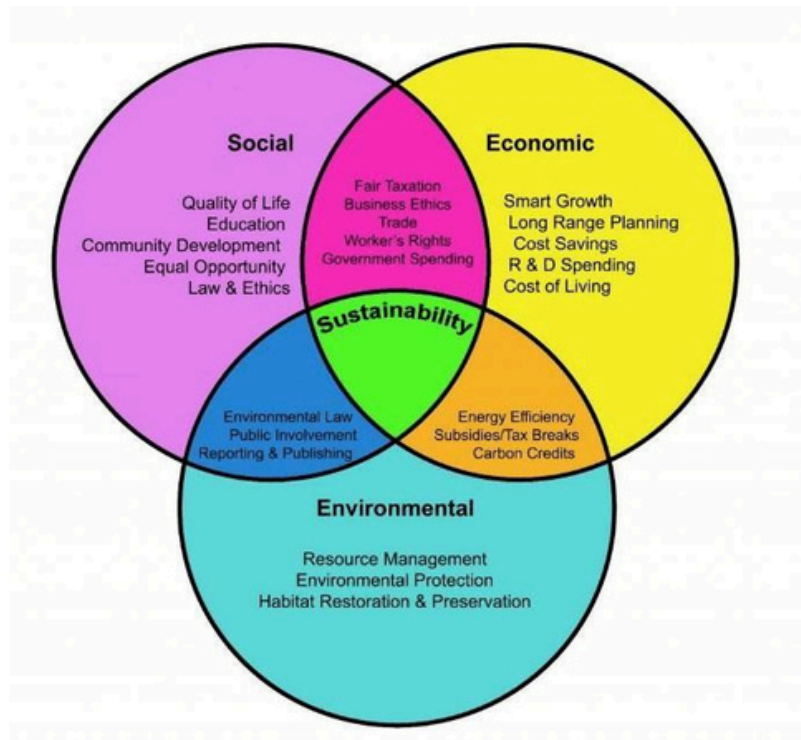 Social
Quality of Life
Education
Community Development
Equal Opportunity
Law & Ethics
Fair Taxation
Business Ethics
Trade
Worker's Rights
Government Spending
Economic
Smart Growth
Long Range Planning
Cost Savings
R & D Spending
Cost of Living
Sustainability
Environmental Law
Public Involvement
Reporting & Publishing
Energy Efficiency
Subsidies/Tax Breaks
Carbon Credits
Environmental
Resource Management
Environmental Protection
Habitat Restoration & Preservation